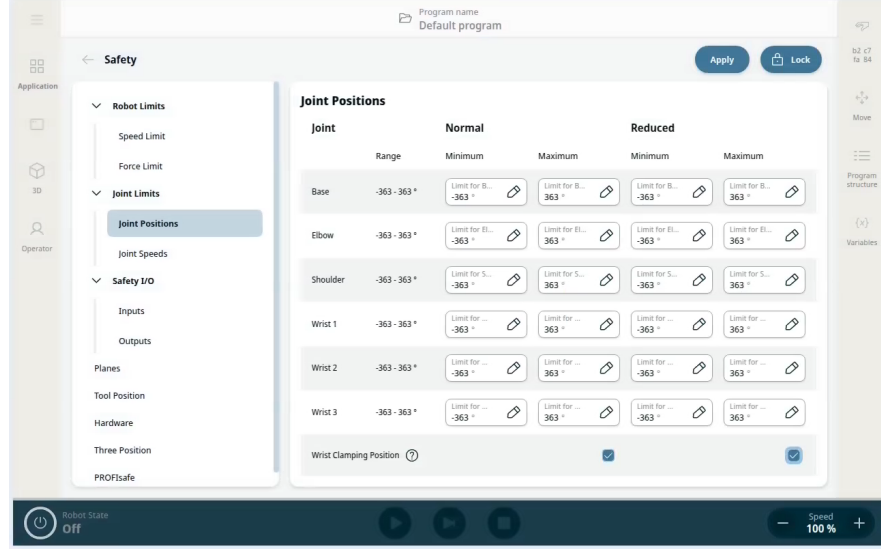 Program name
Default program
Safety
Apply
Lock
b2 c7
fa 84
Application
3D
Operator
Move
Program
structure
Variables
Robot Limits
Speed Limit
Force Limit
Joint Limits
Joint Positions
Joint Speeds
Safety I/O
Inputs
Outputs
Planes
Tool Position
Hardware
Three Position
PROFIsafe
Joint Positions
Joint Normal Reduced
Range Minimum Maximum Minimum Maximum
Limit for B... Limit for B... Limit for B... Limit for B...
Base -363 - 363 ° -363 ° 363 ° -363 ° 363 °
Limit for El... Limit for El... Limit for El... Limit for El...
Elbow -363 - 363 ° -363 ° 363 ° -363 ° 363 °
Limit for S... Limit for S... Limit for S... Limit for S...
Shoulder -363 - 363 ° -363 ° 363 ° -363 ° 363 °
Limit for ... Limit for ... Limit for ... Limit for ...
Wrist 1 -363 - 363 ° -363 ° 363 ° -363 ° 363 °
Limit for ... Limit for ... Limit for ... Limit for ...
Wrist 2 -363 - 363 ° -363 ° 363 ° -363 ° 363 °
Limit for ... Limit for ... Limit for ... Limit for ...
Wrist 3 -363 - 363 ° -363 ° 363 ° -363 ° 363 °
Wrist Clamping Position ?
Robot State
Off
Speed
100 %